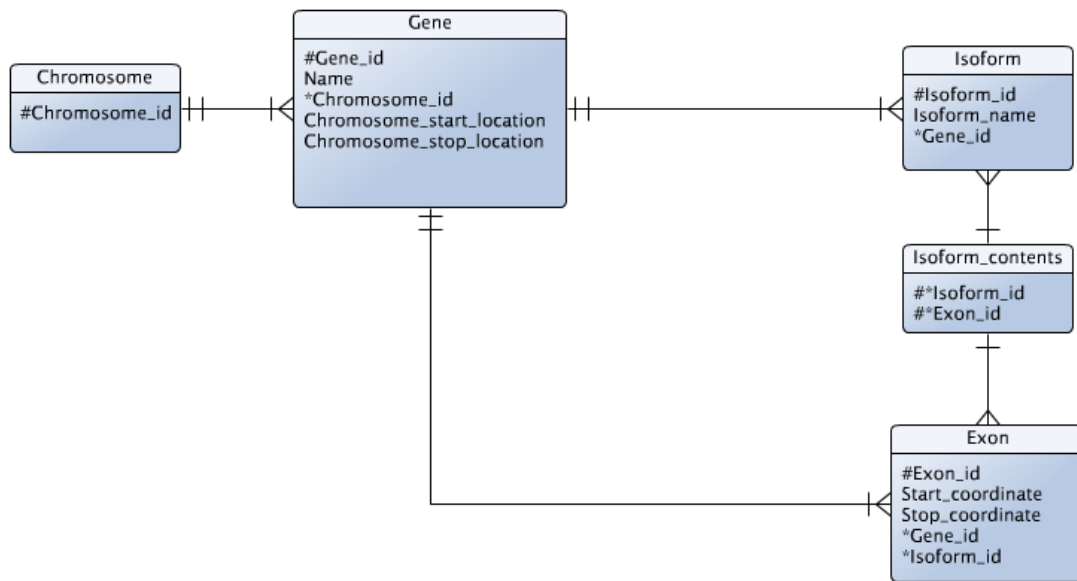 Chromosome
#Chromosome_id
Gene
#Gene_id
Name
*Chromosome_id
Chromosome_start_location
Chromosome_stop_location
Isoform
#Isoform_id
Isoform_name
*Gene_id
Isoform_contents
#*Isoform_id
#*Exon_id
Exon
#Exon_id
Start_coordinate
Stop_coordinate
*Gene_id
*Isoform_id